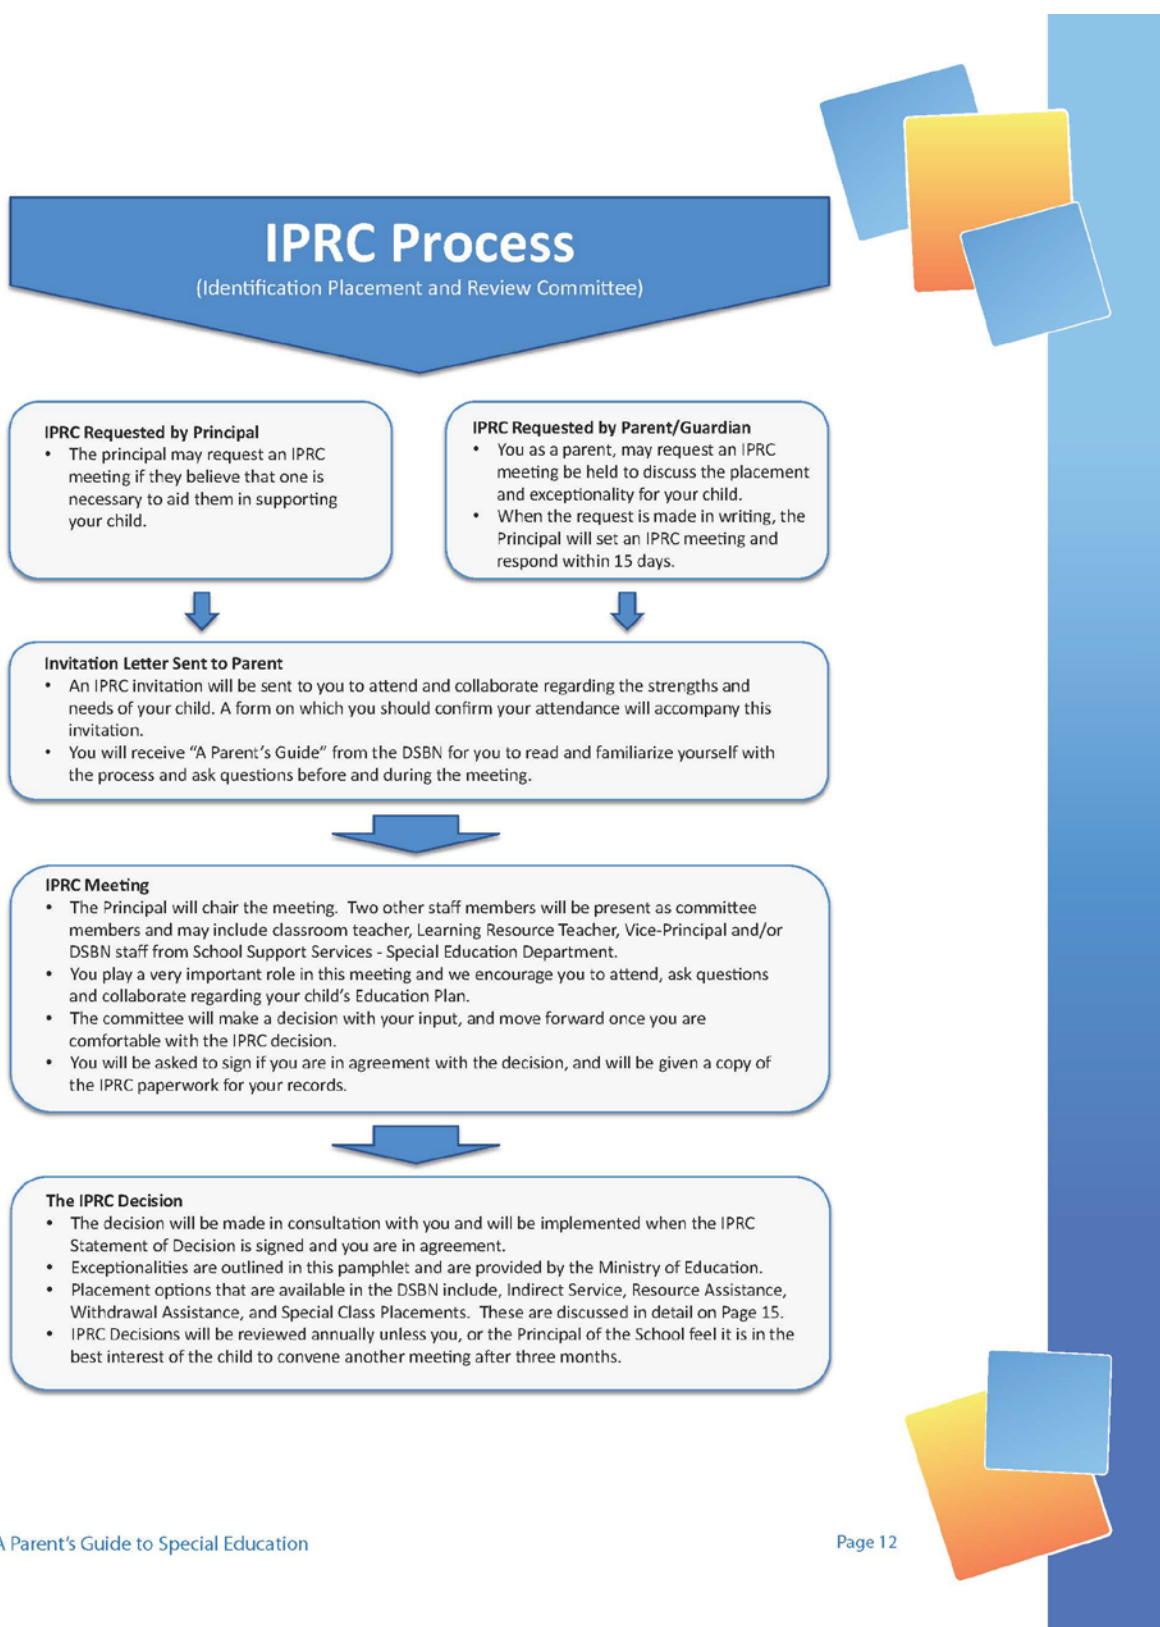 IPRC Process
(Identification Placement and Review Committee)
IPRC Requested by Principal
• The principal may request an IPRC
meeting if they believe that one is
necessary to aid them in supporting
your child.
IPRC Requested by Parent/Guardian
• You as a parent, may request an IPRC
meeting be held to discuss the placement
and exceptionality for your child.
• When the request is made in writing, the
Principal will set an IPRC meeting and
respond within 15 days.
Invitation Letter Sent to Parent
• An IPRC invitation will be sent to you to attend and collaborate regarding the strengths and
needs of your child. A form on which you should confirm your attendance will accompany this
invitation.
• You will receive “A Parent’s Guide” from the DSBN for you to read and familiarize yourself with
the process and ask questions before and during the meeting.
IPRC Meeting
• The Principal will chair the meeting. Two other staff members will be present as committee
members and may include classroom teacher, Learning Resource Teacher, Vice-Principal and/or
DSBN staff from School Support Services - Special Education Department.
• You play a very important role in this meeting and we encourage you to attend, ask questions
and collaborate regarding your child’s Education Plan.
• The committee will make a decision with your input, and move forward once you are
comfortable with the IPRC decision.
• You will be asked to sign if you are in agreement with the decision, and will be given a copy of
the IPRC paperwork for your records.
The IPRC Decision
• The decision will be made in consultation with you and will be implemented when the IPRC
Statement of Decision is signed and you are in agreement.
• Exceptionalities are outlined in this pamphlet and are provided by the Ministry of Education.
• Placement options that are available in the DSBN include, Indirect Service, Resource Assistance,
Withdrawal Assistance, and Special Class Placements. These are discussed in detail on Page 15.
• IPRC Decisions will be reviewed annually unless you, or the Principal of the School feel it is in the
best interest of the child to convene another meeting after three months.
A Parent’s Guide to Special Education
Page 12